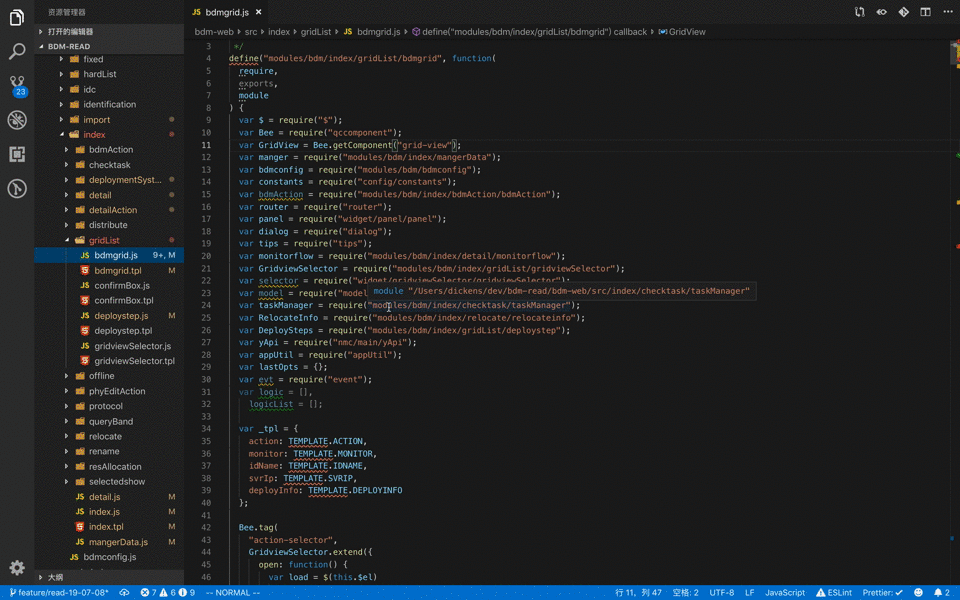 资源管理器
打开的编辑器
BDM-READ
fixed
hardList
idc
identification
import
index
bdmAction
checktask
deploymentSyst...
detail
detailAction
distribute
gridList
JS bdmgrid.js 9+, M
bdmgrid.tpl M
JS confirmBox.js
confirmBox.tpl
JS deploystep.js M
deploystep.tpl
JS gridviewSelector.js
gridviewSelector.tpl
offline
phyEditAction
protocol
queryBand
relocate
rename
resAllocation
selectedshow
JS detail.js M
JS index.js M
index.tpl M
JS mangerData.js M
JS bdmconfig.js
大纲
23
JS bdmgrid.js ×
bdm-web › src › index › gridList › JS bdmgrid.js › define("modules/bdm/index/gridList/bdmgrid") callback › GridView
3 */
4 define("modules/bdm/index/gridList/bdmgrid", function(
5 require,
6 exports,
7 module
8 ) {
9 var $ = require("$");
10 var Bee = require("qccomponent");
11 var GridView = Bee.getComponent("grid-view");
12 var manger = require("modules/bdm/index/mangerData");
13 var bdmconfig = require("modules/bdm/bdmconfig");
14 var constants = require("config/constants");
15 var bdmAction = require("modules/bdm/index/bdmAction/bdmAction");
16 var router = require("router");
17 var panel = require("widget/panel/panel");
18 var dialog = require("dialog");
19 var tips = require("tips");
20 var monitorflow = require("modules/bdm/index/detail/monitorflow");
21 var GridviewSelector = require("modules/bdm/index/gridList/gridviewSelector");
22 var selector = require("widget/gridviewSelector/gridviewSelector");
23 var model = require("model
module "/Users/dickens/dev/bdm-read/bdm-web/src/index/checktask/taskManager"
24 var taskManager = require("modules/bdm/index/checktask/taskManager");
25 var RelocateInfo = require("modules/bdm/index/relocate/relocateinfo");
26 var DeploySteps = require("modules/bdm/index/gridList/deploystep");
27 var yApi = require("nmc/main/yApi");
28 var appUtil = require("appUtil");
29 var lastOpts = {};
30 var evt = require("event");
31 var logic = [],
32 logicList = [];
33
34 var _tpl = {
35 action: TEMPLATE.ACTION,
36 monitor: TEMPLATE.MONITOR,
37 idName: TEMPLATE.IDNAME,
38 svrIp: TEMPLATE.SVRIP,
39 deployInfo: TEMPLATE.DEPLOYINFO
40 };
41
42 Bee.tag(
43 "action-selector",
44 GridviewSelector.extend({
45 open: function() {
46 var load = $(this.$el)
feature/read-19-07-08* 7 6 9 -- NORMAL -- 行 11，列 47 空格: 2 UTF-8 LF JavaScript ESLint Prettier: ✓ 2